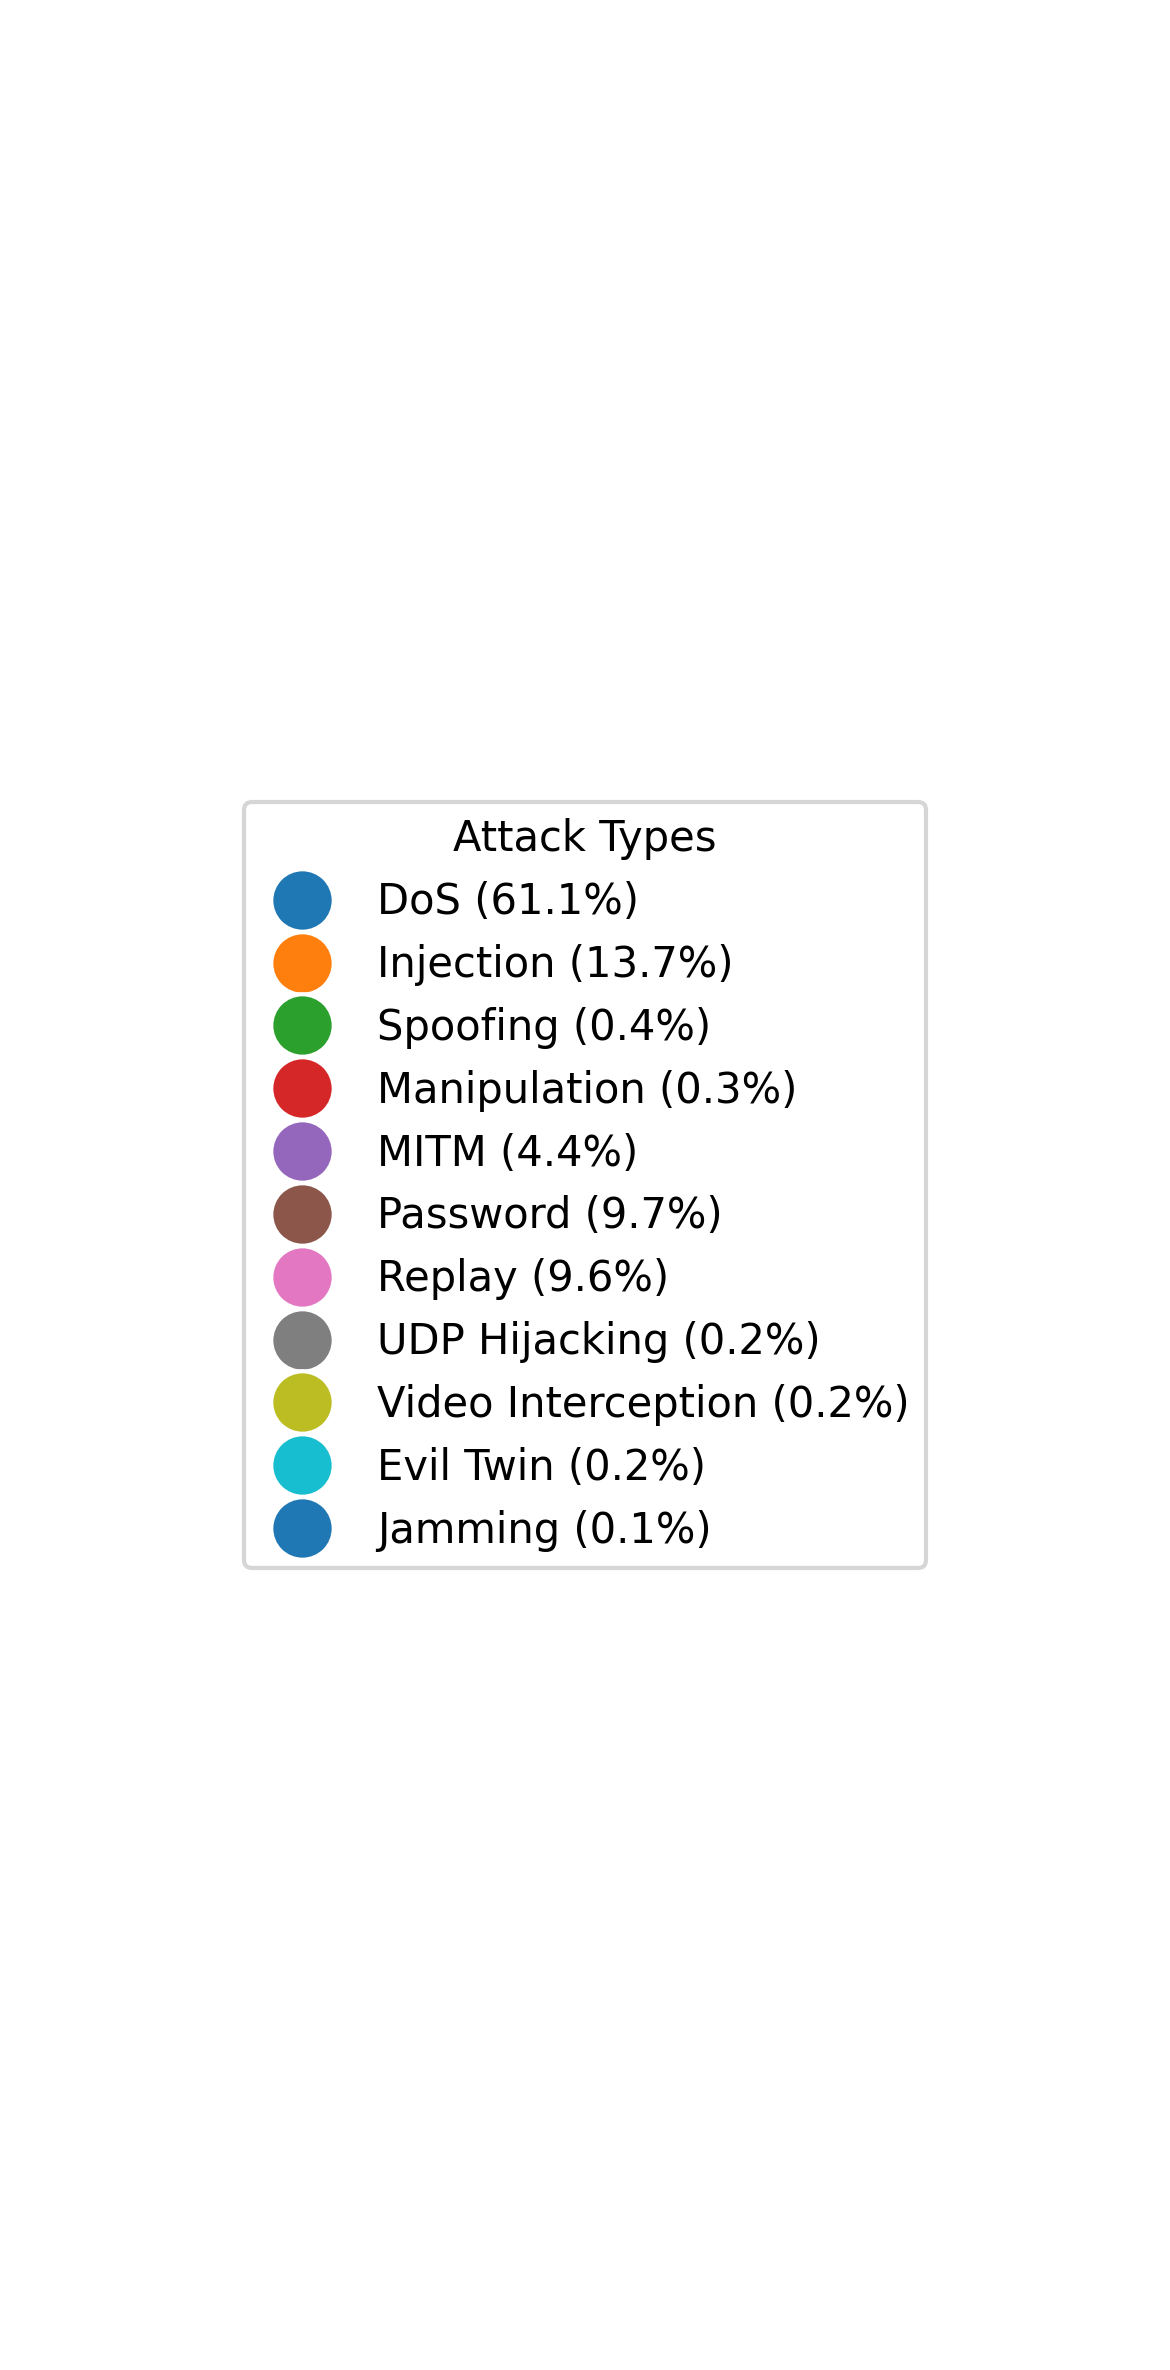 Attack Types
DoS (61.1%)
Injection (13.7%)
Spoofing (0.4%)
Manipulation (0.3%)
MITM (4.4%)
Password (9.7%)
Replay (9.6%)
UDP Hijacking (0.2%)
Video Interception (0.2%)
Evil Twin (0.2%)
Jamming (0.1%)